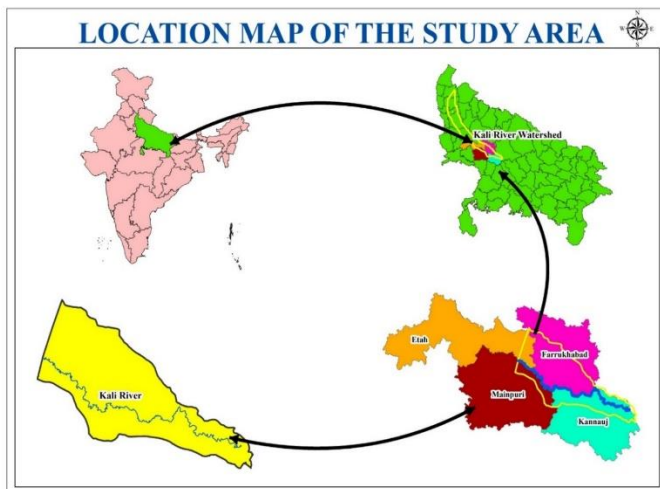 LOCATION MAP OF THE STUDY AREA
N
W E
S
Kali River Watershed
Etah
Farrukhabad
Mainpuri
Kannauj
Kali River